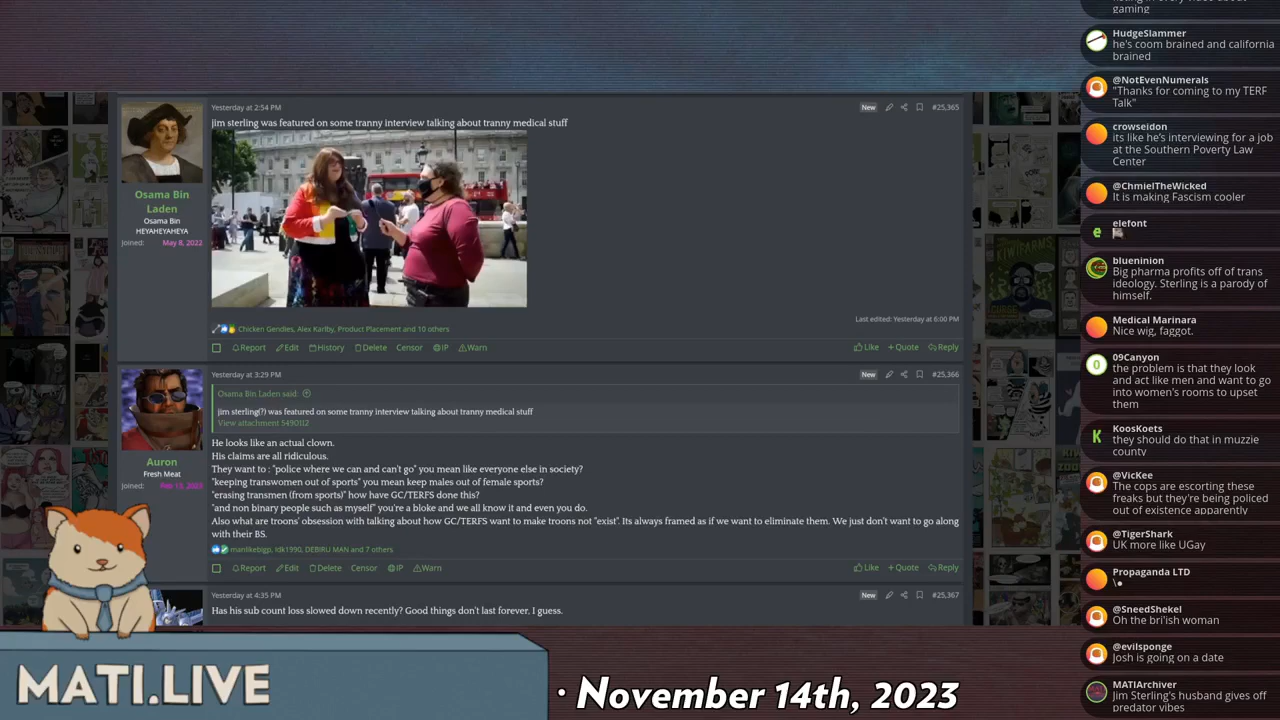 gaming
HudgeSlammer
he's coom brained and california
brained
@NotEvenNumerals
"Thanks for coming to my TERF
Talk"
crowseidon
its like he's interviewing for a job
at the Southern Poverty Law
Center
@ChmielTheWicked
It is making Fascism cooler
elefont
blueninion
Big pharma profits off of trans
ideology. Sterling is a parody of
himself.
Medical Marinara
Nice wig, faggot.
09Canyon
the problem is that they look
and act like men and want to go
into women's rooms to upset
them
KoosKoets
they should do that in muzzie
county
@VicKee
The cops are escorting these
freaks but they're being policed
out of existence apparently
@TigerShark
UK more like UGay
Propaganda LTD
\●
@SneedShekel
Oh the bri'ish woman
@evilsponge
Josh is going on a date
MATIArchiver
Jim Sterling's husband gives off
predator vibes
Yesterday at 2:54 PM
New
#25,365
jim sterling was featured on some tranny interview talking about tranny medical stuff
Osama Bin
Laden
Osama Bin
HEYAHEYAHEYA
Joined: May 8, 2022
Last edited: Yesterday at 6:00 PM
Chicken Gendies, Alex Karlby, Product Placement and 10 others
Report Edit History Delete Censor IP Warn
Like + Quote Reply
Yesterday at 3:29 PM
New
#25,366
Osama Bin Laden said:
jim sterling(?) was featured on some tranny interview talking about tranny medical stuff
View attachment 5490112
Auron
Fresh Meat
Joined:
He looks like an actual clown.
His claims are all ridiculous.
They want to : "police where we can and can't go" you mean like everyone else in society?
"keeping transwomen out of sports" you mean keep males out of female sports?
"erasing transmen (from sports)" how have GC/TERFS done this?
"and non binary people such as myself" you're a bloke and we all know it and even you do.
Also what are troons' obsession with talking about how GC/TERFS want to make troons not "exist". Its always framed as if we want to eliminate them. We just don't want to go along
with their BS.
manlikebigp, Idk1990, DEBIRU MAN and 7 others
Report Edit Delete Censor IP Warn
Like + Quote Reply
Yesterday at 4:35 PM
New
#25,367
Has his sub count loss slowed down recently? Good things don't last forever, I guess.
MATI.LIVE
· November 14th, 2023